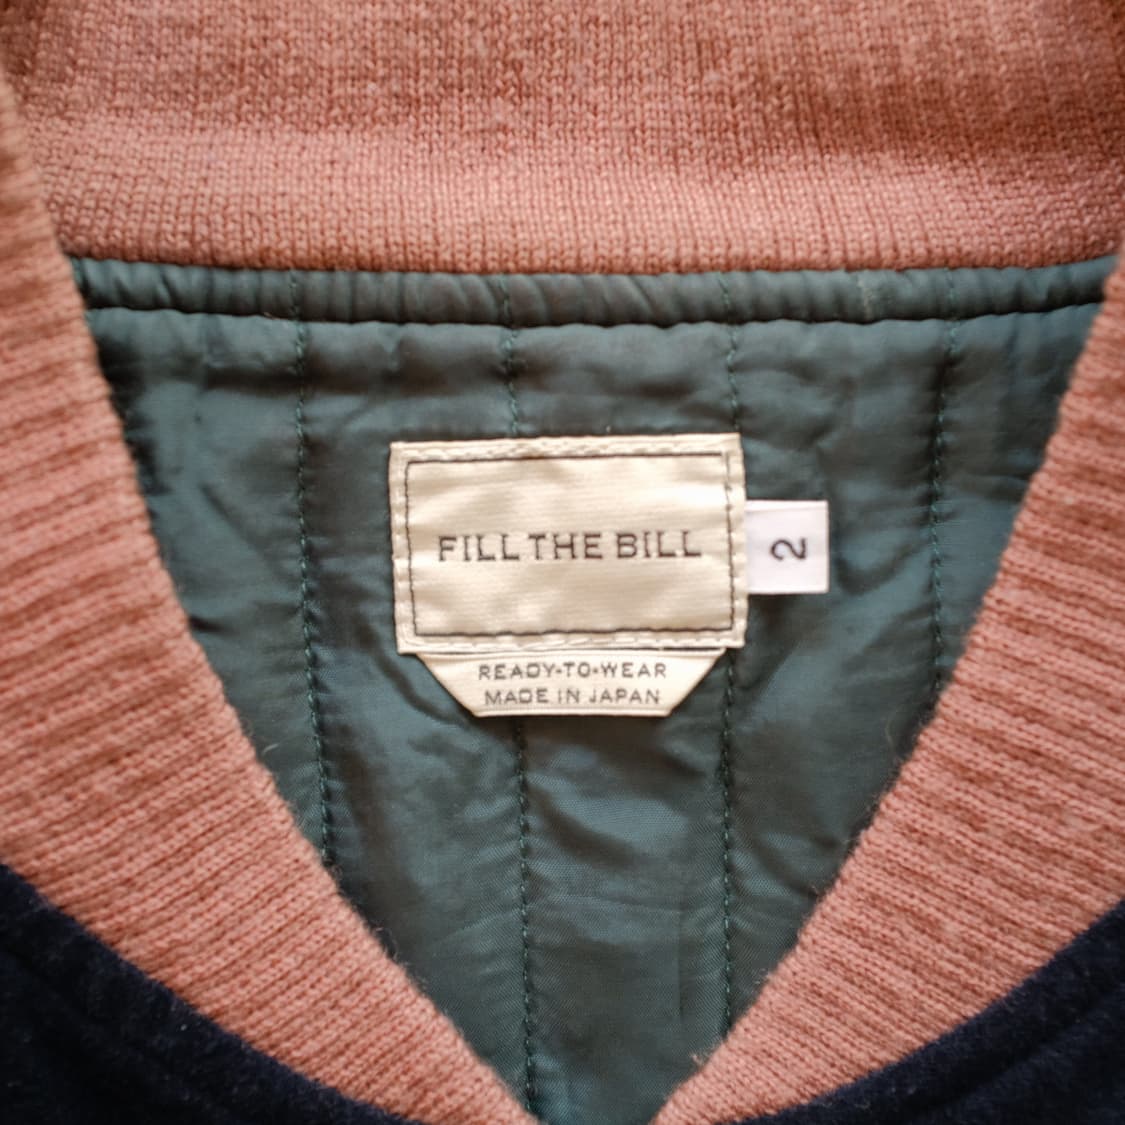 FILL THE BILL
2
READY-TO-WEAR
MADE IN JAPAN